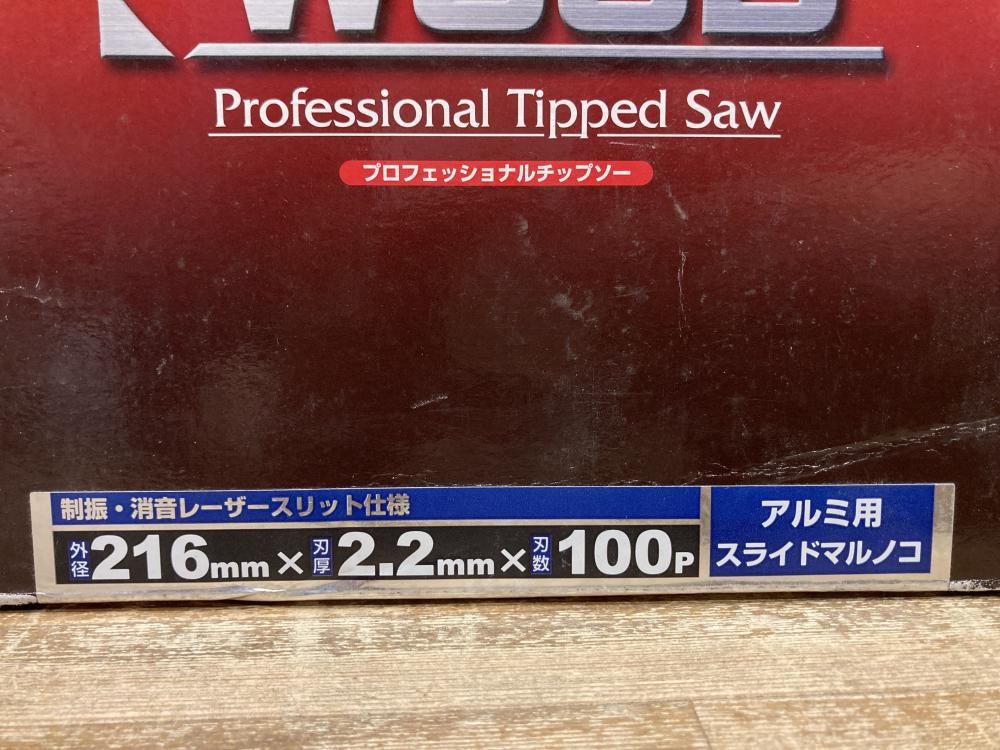 WOOD
Professional Tipped Saw
プロフェッショナルチップソー
制振・消音レーザースリット仕様
外径216mm×刃厚2.2mm×刃数100P
アルミ用
スライドマルノコ